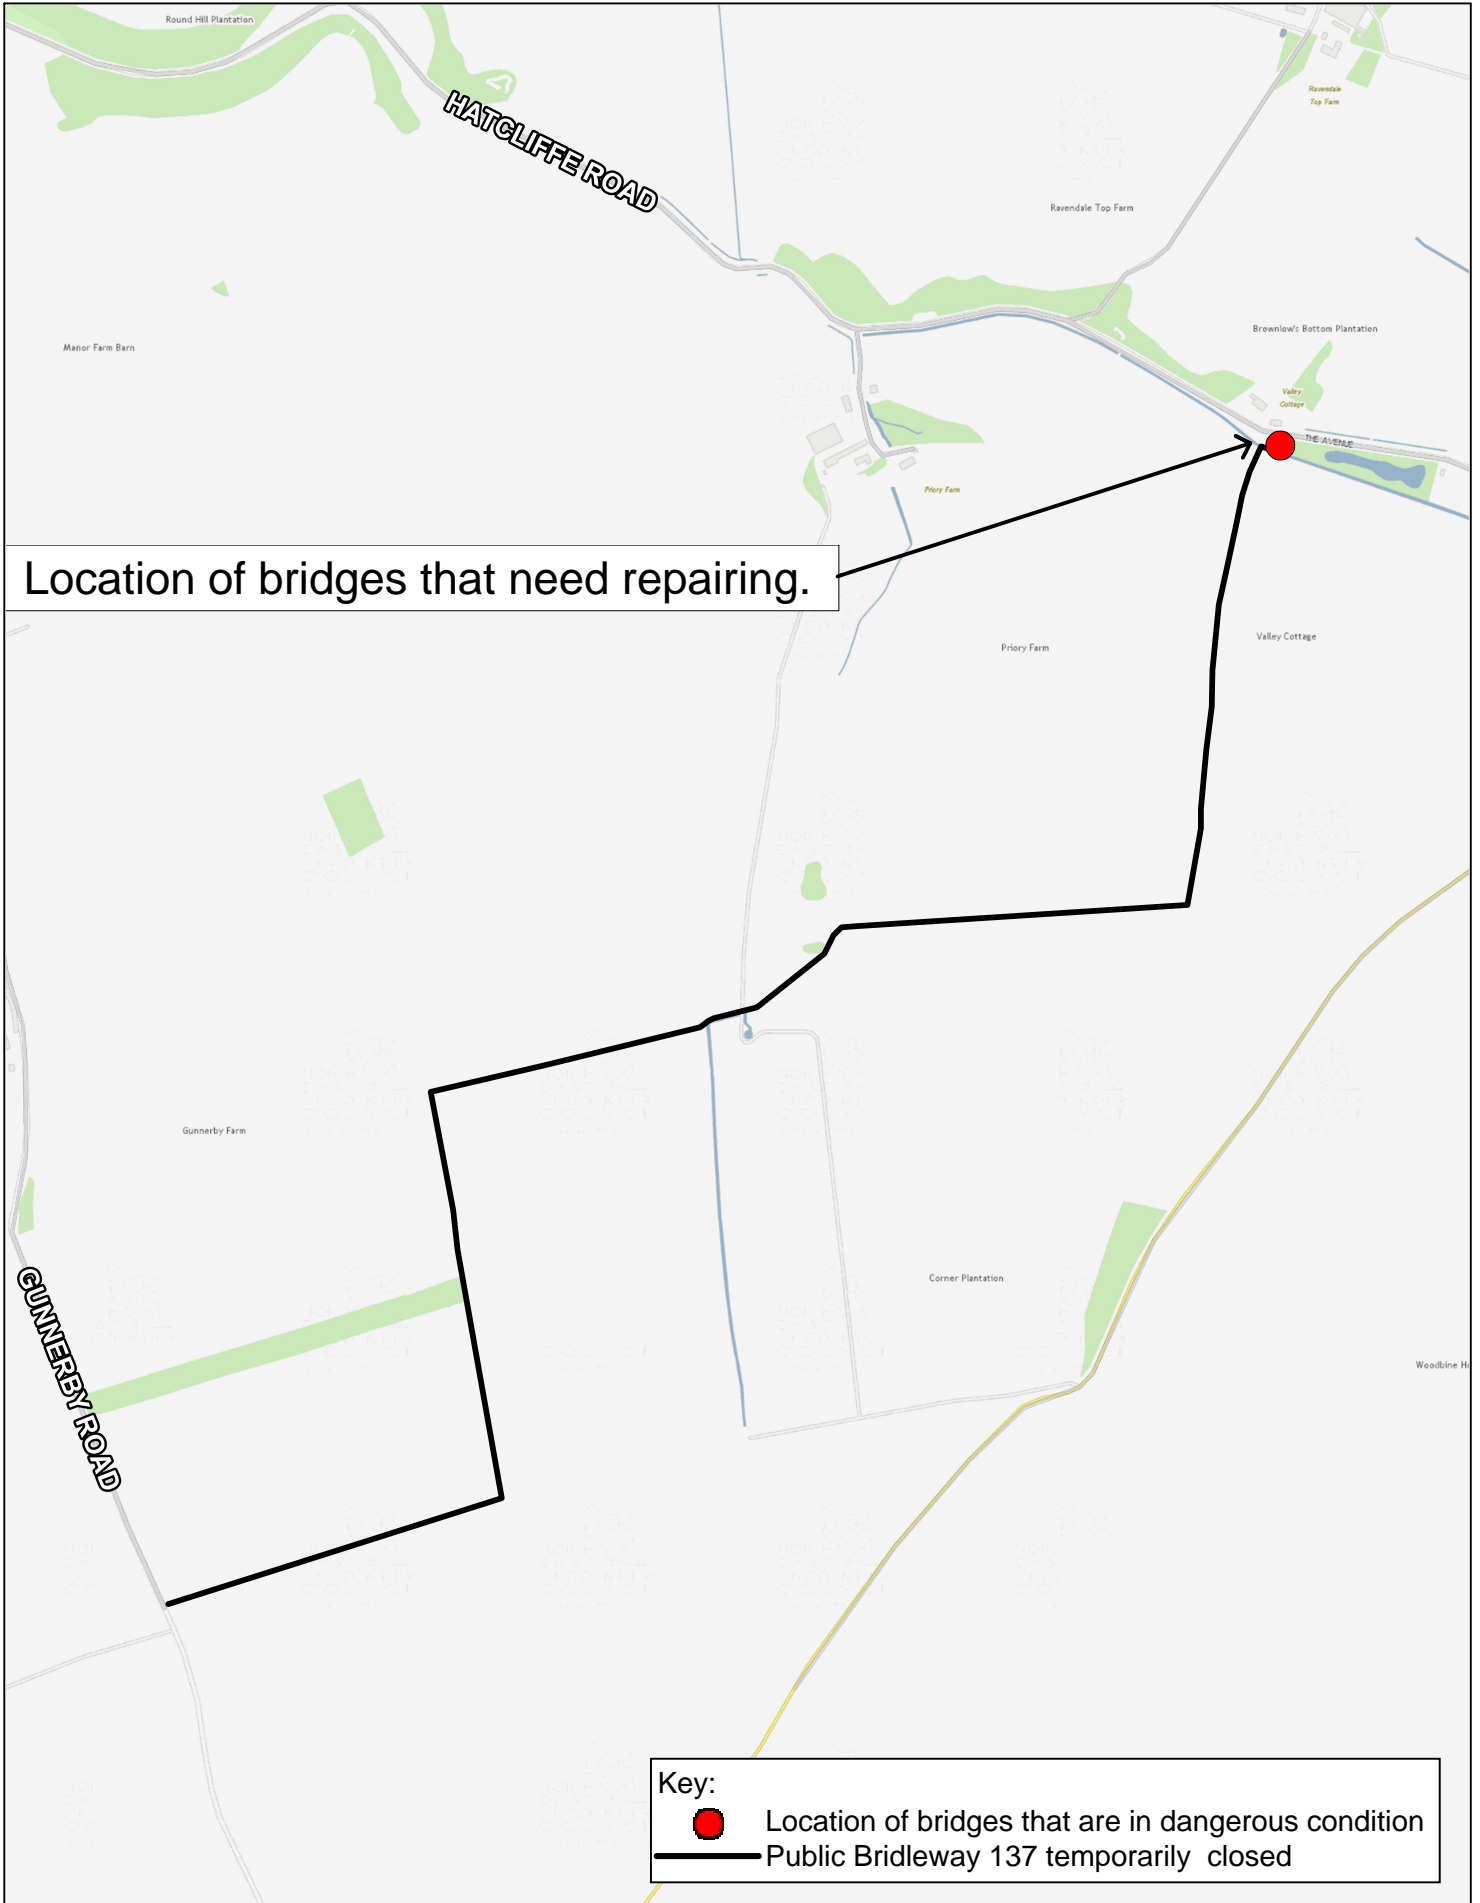 Round Hill Plantation
Ravendale
Top Farm
HATCLIFFE ROAD
Ravendale Top Farm
Manor Farm Barn
Brownlow's Bottom Plantation
Valley
Cottage
THE AVENUE
Priory Farm
Location of bridges that need repairing.
Valley Cottage
Priory Farm
Gunnerby Farm
Corner Plantation
GUNNERBY ROAD
Woodbine
Key:
Location of bridges that are in dangerous condition
Public Bridleway 137 temporarily closed